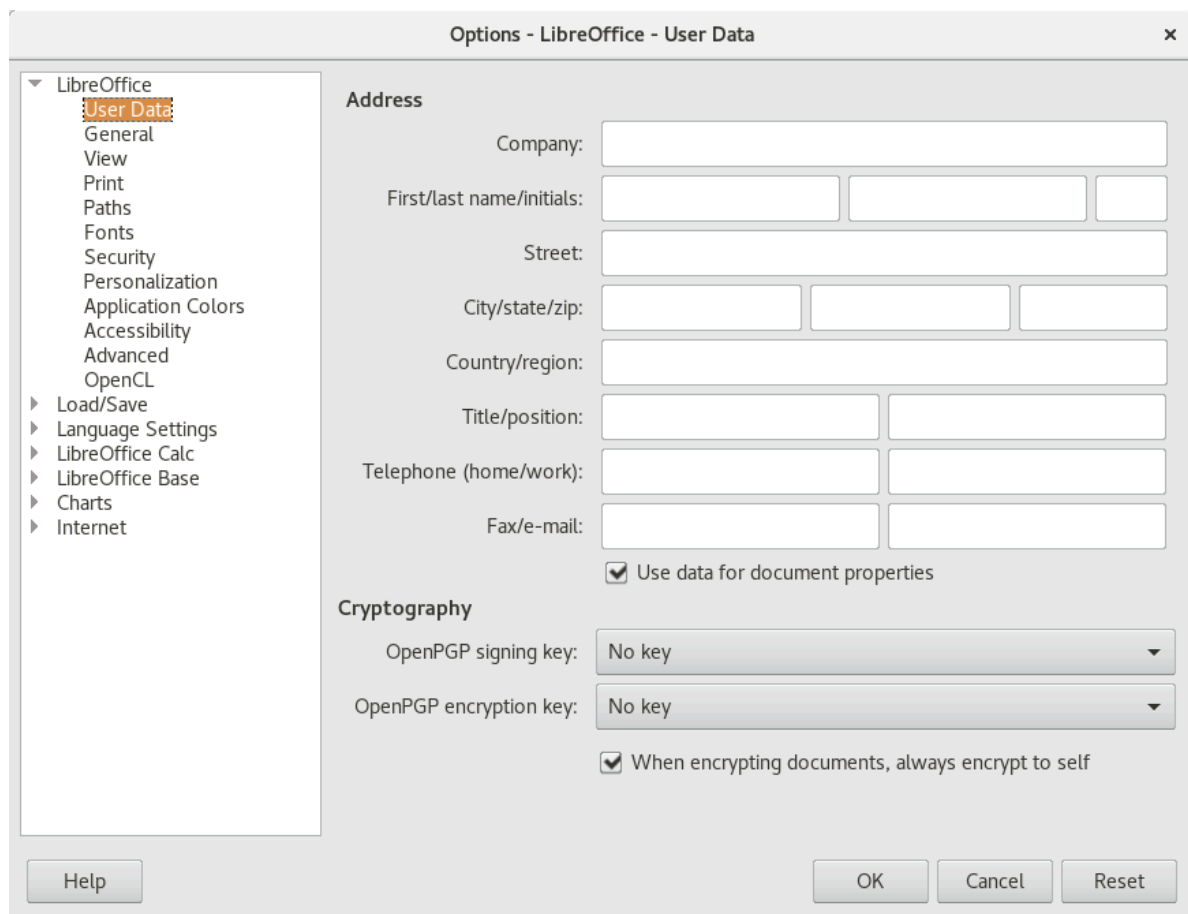 Options - LibreOffice - User Data
LibreOffice
User Data
General
View
Print
Paths
Fonts
Security
Personalization
Application Colors
Accessibility
Advanced
OpenCL
Load/Save
Language Settings
LibreOffice Calc
LibreOffice Base
Charts
Internet
Address
Company:
First/last name/initials:
Street:
City/state/zip:
Country/region:
Title/position:
Telephone (home/work):
Fax/e-mail:
Use data for document properties
Cryptography
OpenPGP signing key: No key
OpenPGP encryption key: No key
When encrypting documents, always encrypt to self
Help OK Cancel Reset